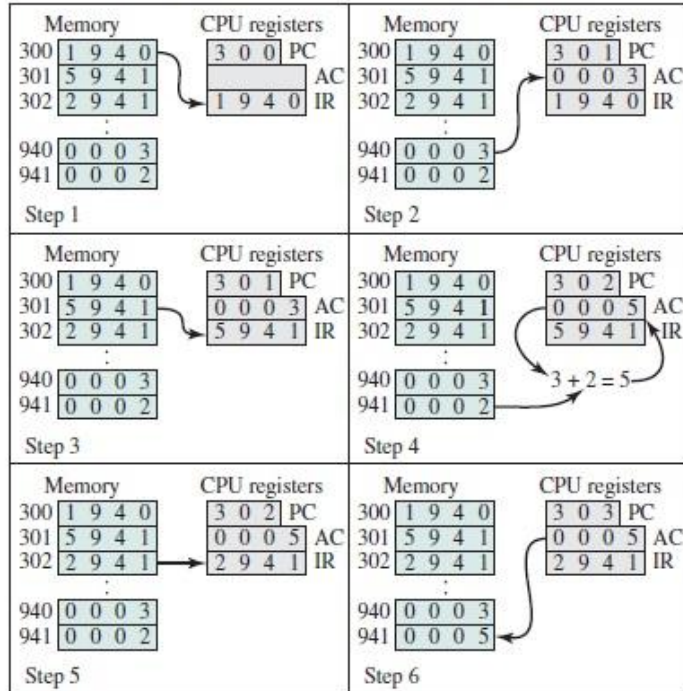 Memory CPU registers
300 1 9 4 0 3 0 0 PC
301 5 9 4 1 AC
302 2 9 4 1 1 9 4 0 IR
:
940 0 0 0 3
941 0 0 0 2
Step 1
Memory CPU registers
300 1 9 4 0 3 0 1 PC
301 5 9 4 1 0 0 0 3 AC
302 2 9 4 1 1 9 4 0 IR
:
940 0 0 0 3
941 0 0 0 2
Step 2
Memory CPU registers
300 1 9 4 0 3 0 1 PC
301 5 9 4 1 0 0 0 3 AC
302 2 9 4 1 5 9 4 1 IR
:
940 0 0 0 3
941 0 0 0 2
Step 3
Memory CPU registers
300 1 9 4 0 3 0 2 PC
301 5 9 4 1 0 0 0 5 AC
302 2 9 4 1 5 9 4 1 IR
:
940 0 0 0 3 3 + 2 = 5
941 0 0 0 2
Step 4
Memory CPU registers
300 1 9 4 0 3 0 2 PC
301 5 9 4 1 0 0 0 5 AC
302 2 9 4 1 2 9 4 1 IR
:
940 0 0 0 3
941 0 0 0 2
Step 5
Memory CPU registers
300 1 9 4 0 3 0 3 PC
301 5 9 4 1 0 0 0 5 AC
302 2 9 4 1 2 9 4 1 IR
:
940 0 0 0 3
941 0 0 0 5
Step 6